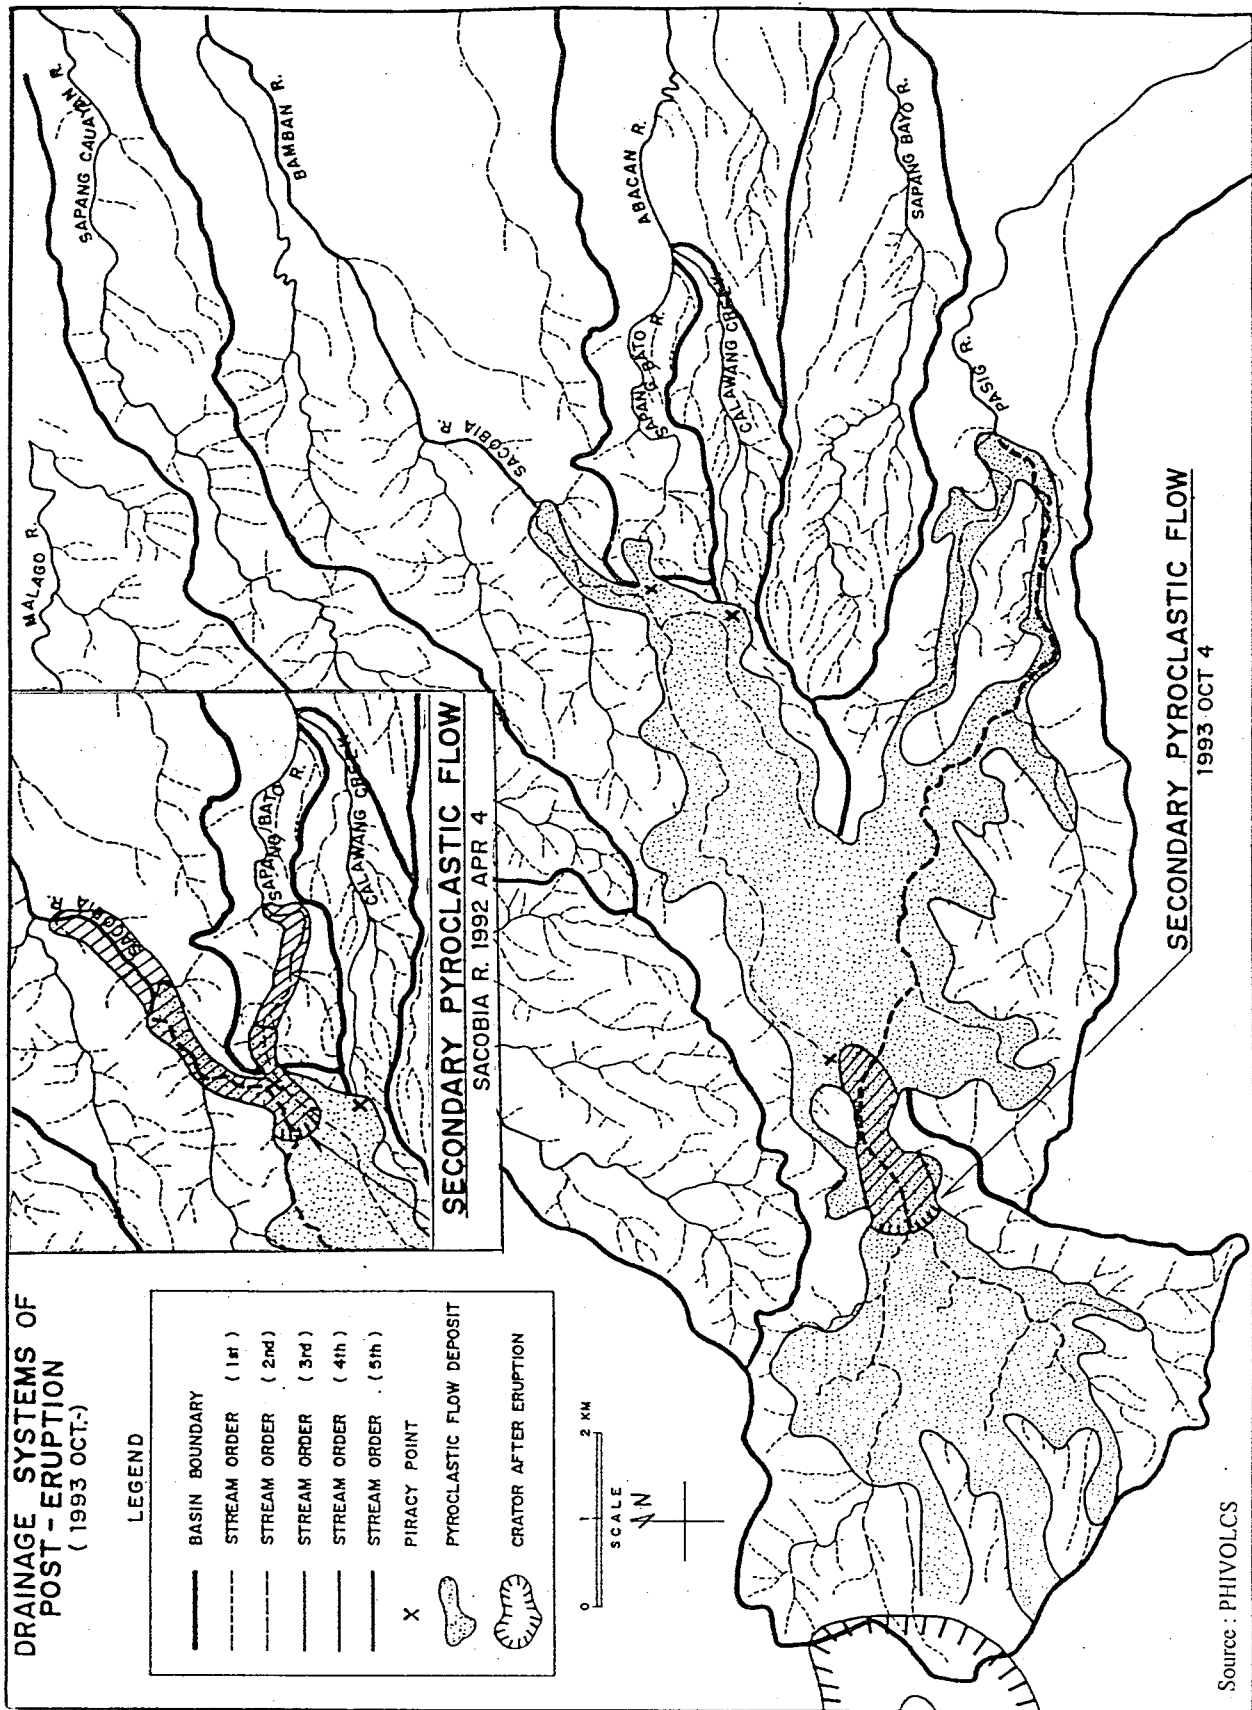 DRAINAGE SYSTEMS OF
POST-ERUPTION
(1993 OCT.-)
LEGEND
BASIN BOUNDARY
STREAM ORDER (1st)
STREAM ORDER (2nd)
STREAM ORDER (3rd)
STREAM ORDER (4th)
STREAM ORDER (5th)
X PIRACY POINT
PYROCLASTIC FLOW DEPOSIT
CRATOR AFTER ERUPTION
0 1 2 KM
SCALE
N
SACOBIA R.
SAPANG BATO R.
CALAWANG CREEK
X
SECONDARY PYROCLASTIC FLOW
SACOBIA R. 1992 APR 4
MALAGO R.
SAPANG CAUAYAN R.
BAMBAN R.
SACOBIA R.
ABACAN R.
SAPANG BATO R.
CALAWANG CREEK
SAPANG BAYO R.
PASIG R.
X
X
X
SECONDARY PYROCLASTIC FLOW
1993 OCT 4
Source : PHIVOLCS